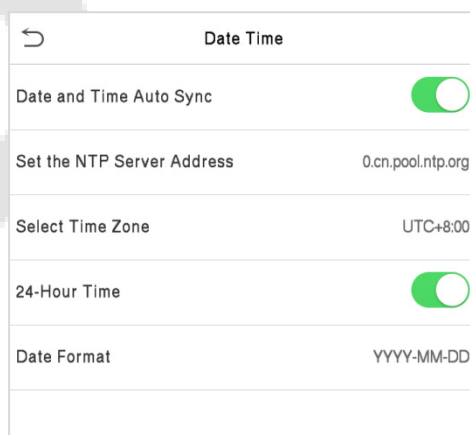 Date Time
Date and Time Auto Sync
Set the NTP Server Address 0.cn.pool.ntp.org
Select Time Zone UTC+8:00
24-Hour Time
Date Format YYYY-MM-DD